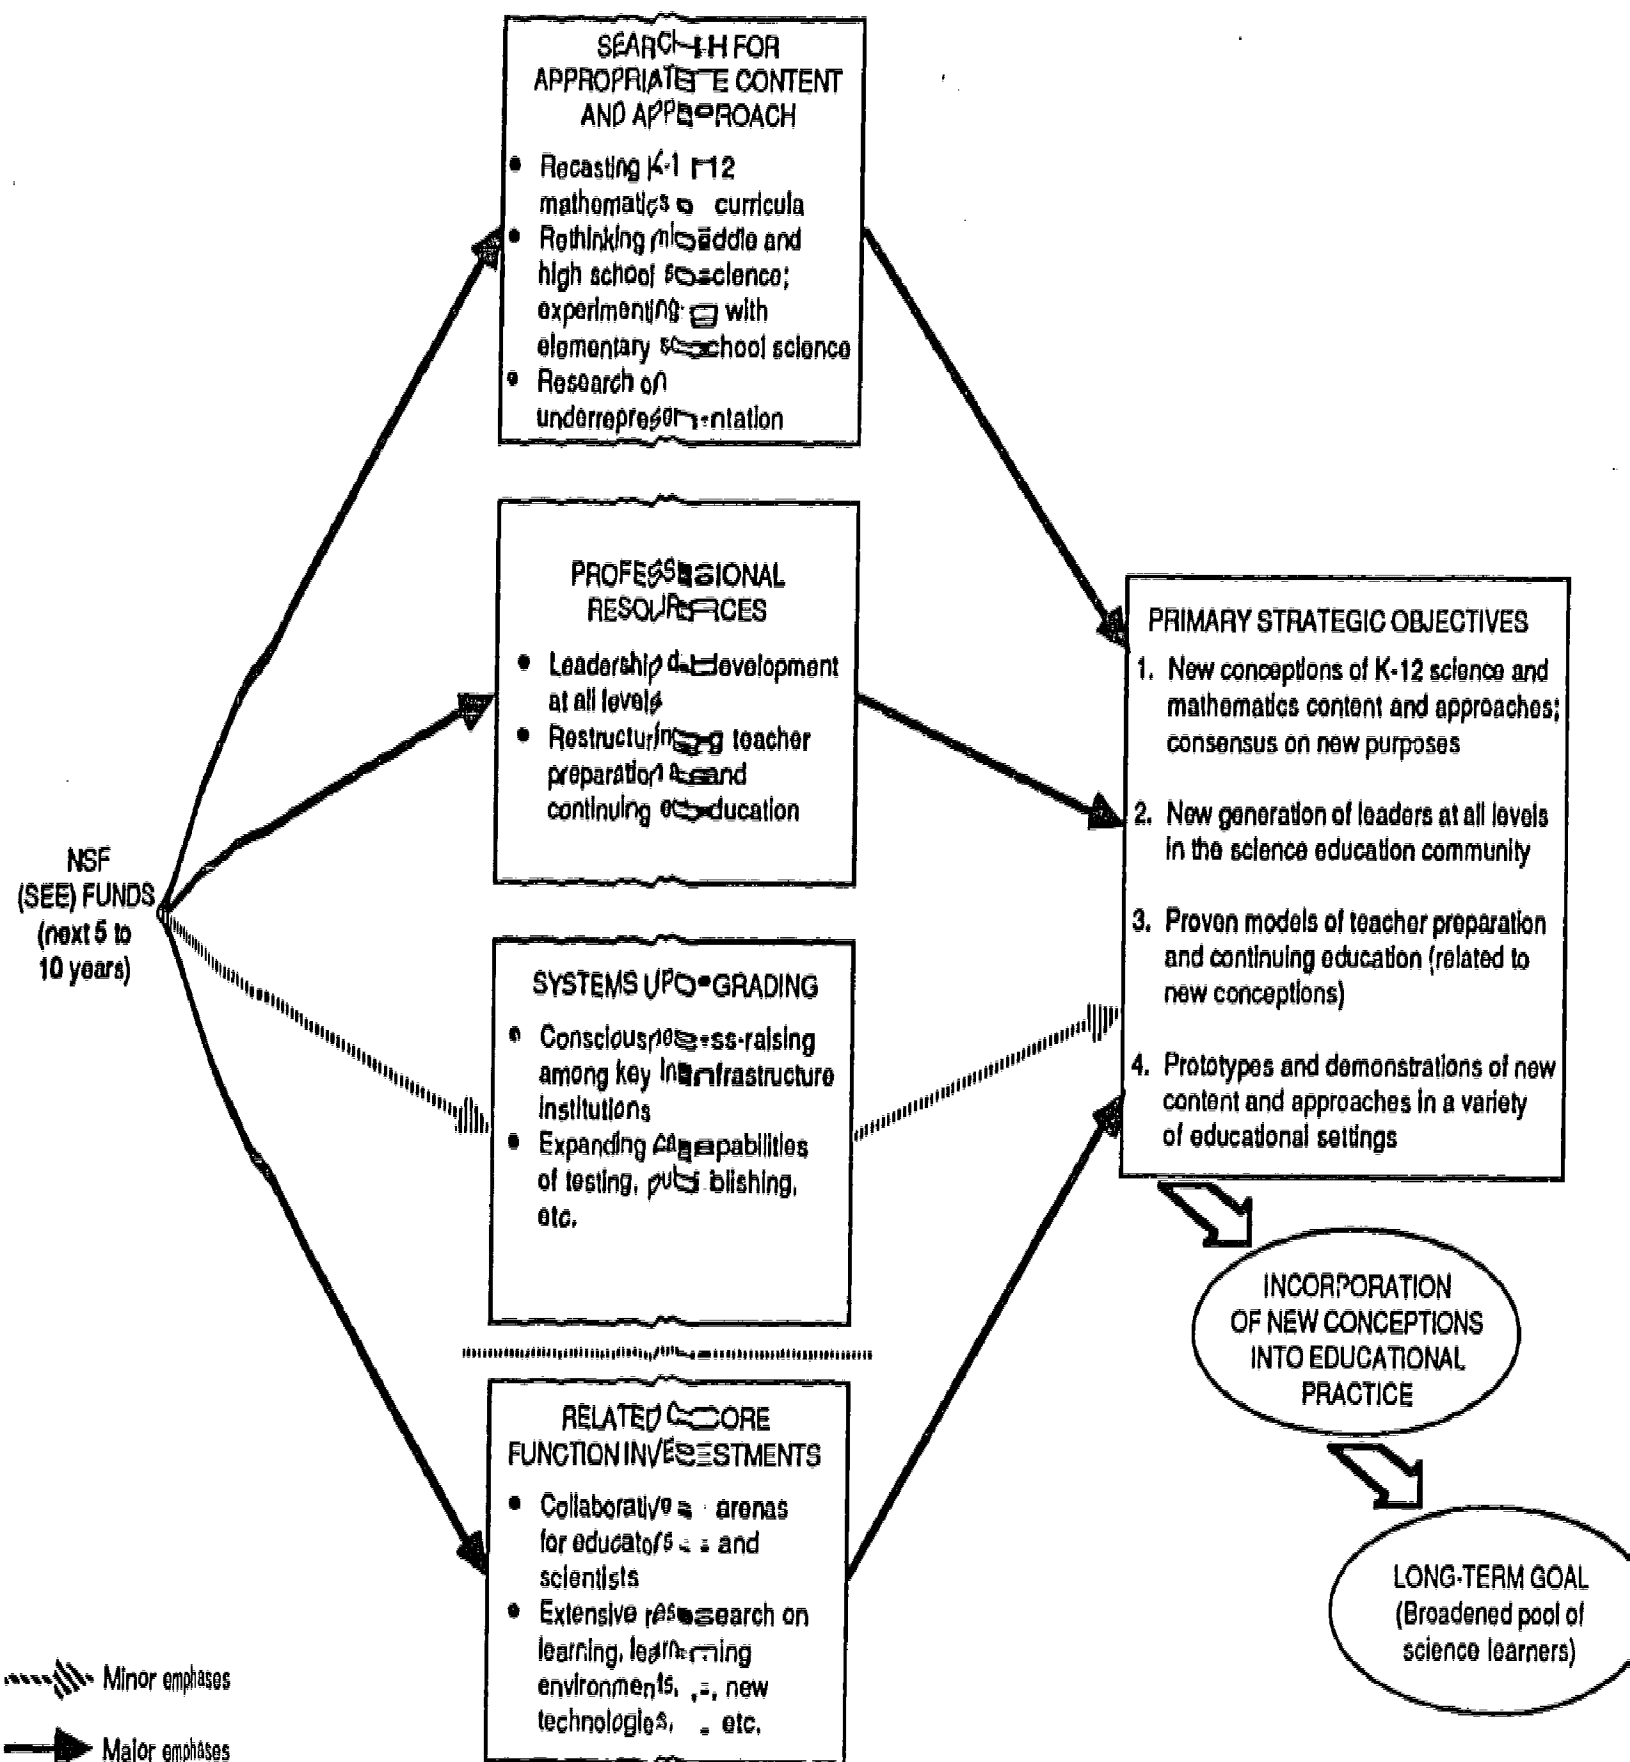 SEARCH FOR
APPROPRIATE CONTENT
AND APPROACH
• Recasting K-12
mathematics curricula
• Rethinking middle and
high school science;
experimenting with
elementary school science
• Research on
underrepresentation
PROFESSIONAL
RESOURCES
• Leadership development
at all levels
• Restructuring teacher
preparation and
continuing education
NSF
(SEE) FUNDS
(next 5 to
10 years)
SYSTEMS UPGRADING
• Consciousness-raising
among key infrastructure
institutions
• Expanding capabilities
of testing, publishing,
etc.
RELATED CORE
FUNCTION INVESTMENTS
• Collaborative arenas
for educators and
scientists
• Extensive research on
learning, learning
environments, new
technologies, etc.
PRIMARY STRATEGIC OBJECTIVES
1. New conceptions of K-12 science and
mathematics content and approaches;
consensus on new purposes
2. New generation of leaders at all levels
in the science education community
3. Proven models of teacher preparation
and continuing education (related to
new conceptions)
4. Prototypes and demonstrations of new
content and approaches in a variety
of educational settings
INCORPORATION
OF NEW CONCEPTIONS
INTO EDUCATIONAL
PRACTICE
LONG-TERM GOAL
(Broadened pool of
science learners)
Minor emphases
Major emphases